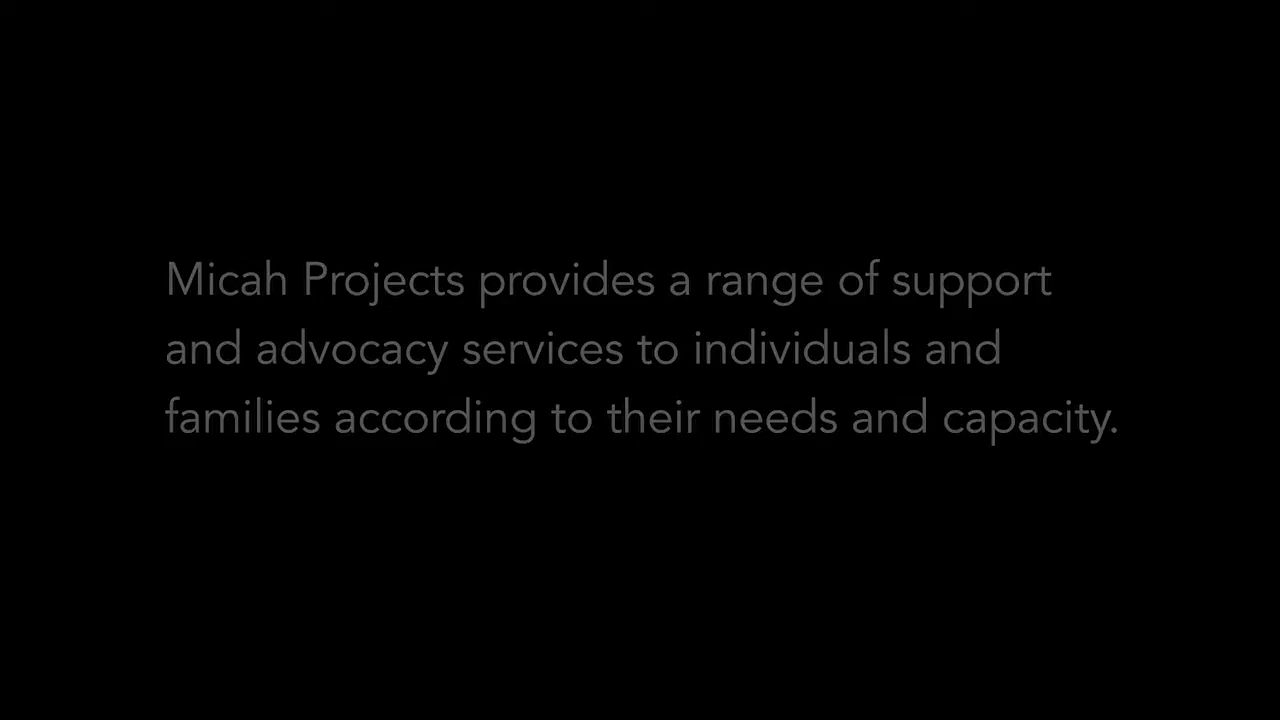 Micah Projects provides a range of support
and advocacy services to individuals and
families according to their needs and capacity.